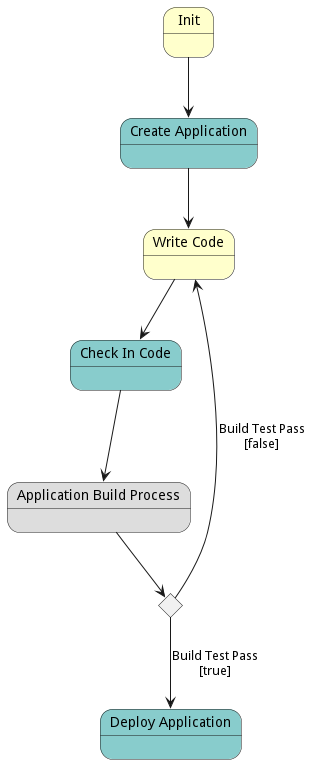 Init
Create Application
Write Code
Check In Code
Build Test Pass
[false]
Application Build Process
Build Test Pass
[true]
Deploy Application